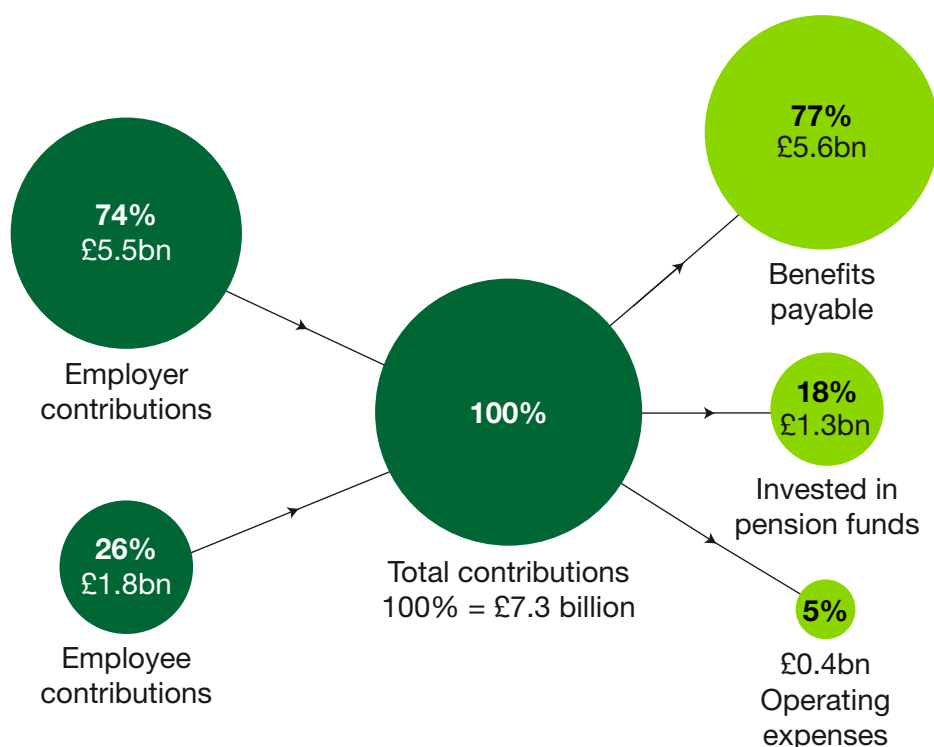 74%
£5.5bn
Employer
contributions
26%
£1.8bn
Employee
contributions
100%
Total contributions
100% = £7.3 billion
77%
£5.6bn
Benefits
payable
18%
£1.3bn
Invested in
pension funds
5%
£0.4bn
Operating
expenses